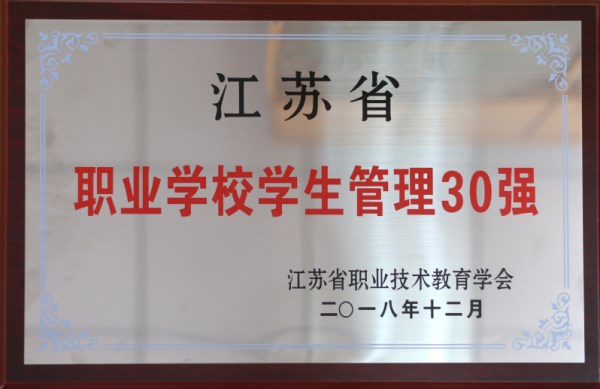 江苏省
职业学校学生管理30强
江苏省职业技术教育学会
二〇一八年十二月